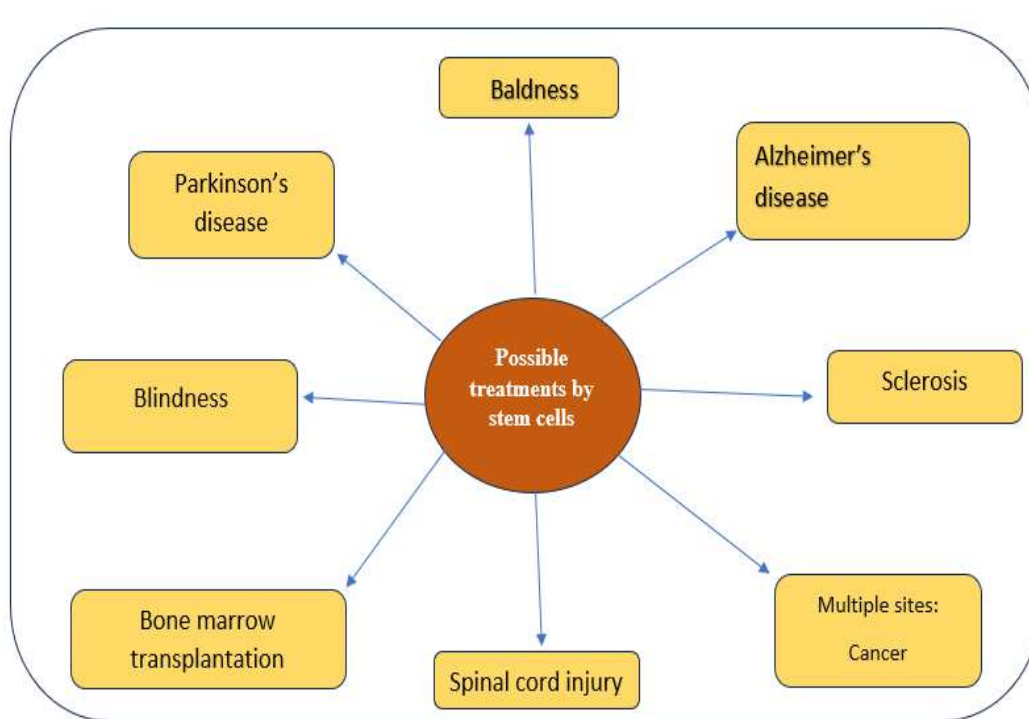 Baldness
Alzheimer's
disease
Parkinson's
disease
Possible
treatments by
stem cells
Sclerosis
Blindness
Multiple sites:
Cancer
Bone marrow
transplantation
Spinal cord injury